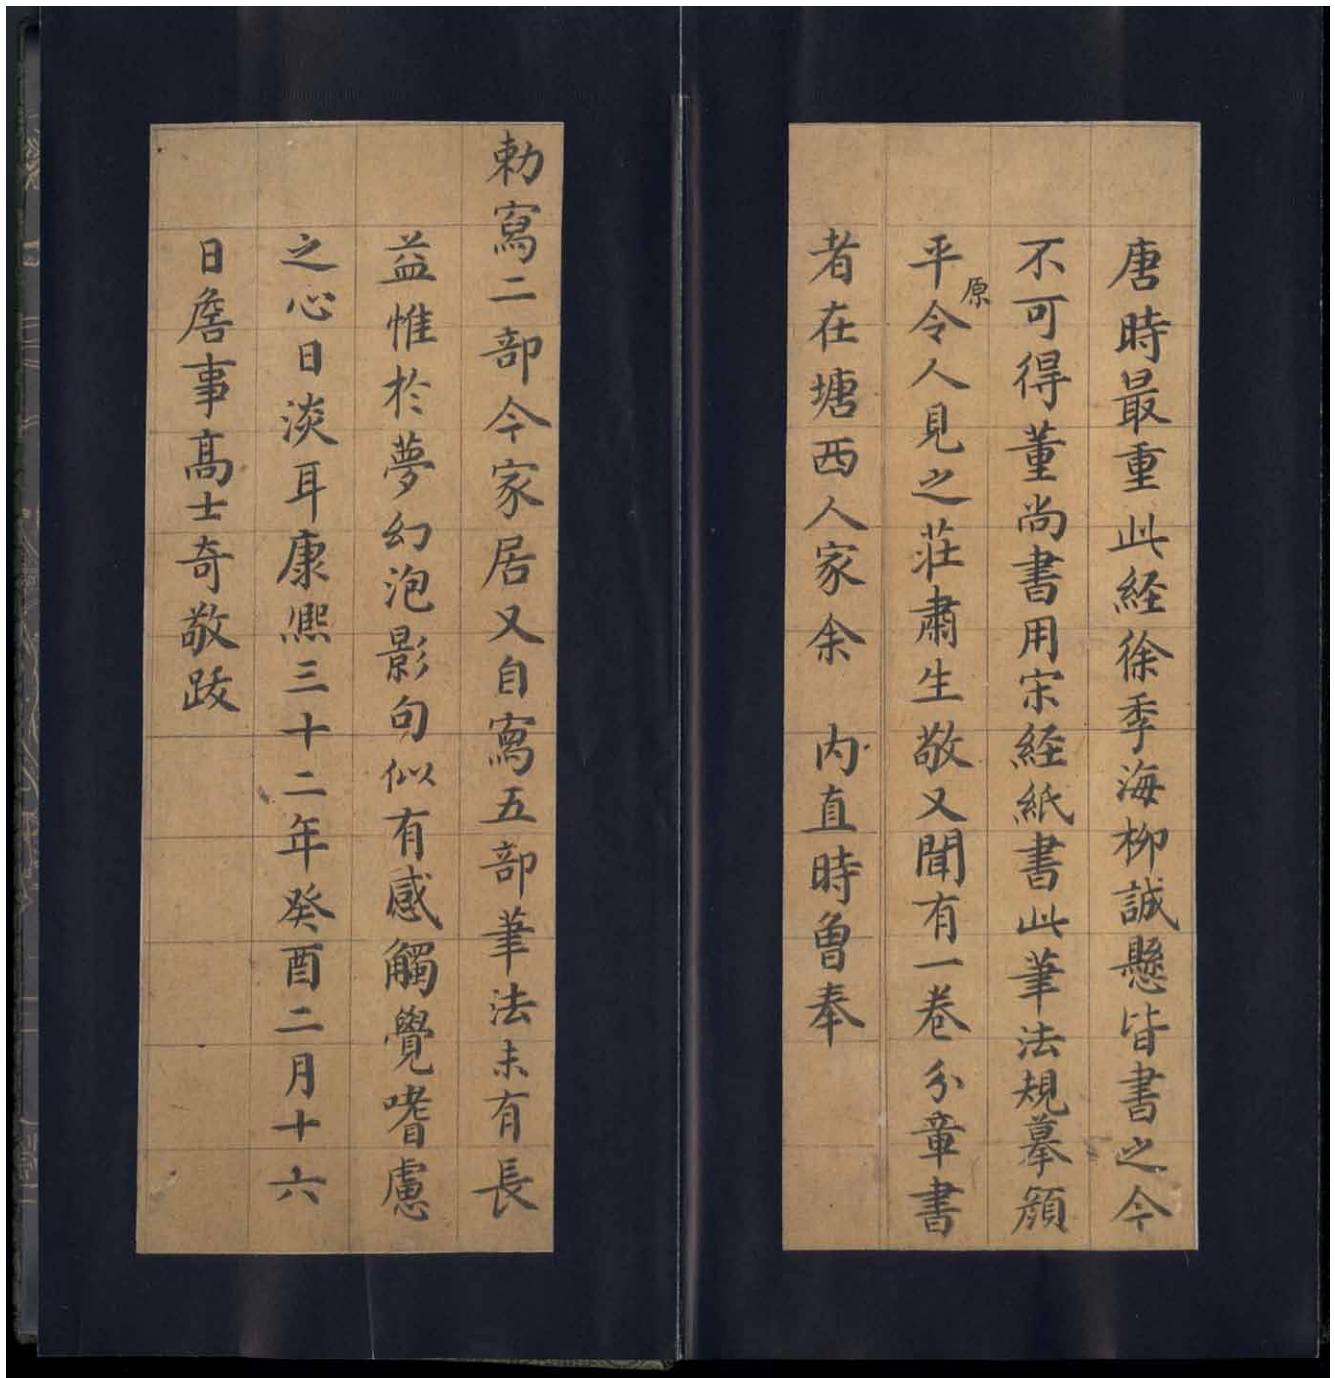 唐時最重此経徐季海柳誠懸皆書之今
不可得董尚書用宋経紙書此筆法規摹顔
平原令人見之荘肅生敬又聞有一卷分章書
者在塘西人家余 内直時曾奉
勅寫二部今家居又自寫五部筆法未有長
益惟於夢幻泡影句似有感觸覺嗜慮
之心日淡耳康熈三十二年癸酉二月十六
日詹事高士奇敬跋